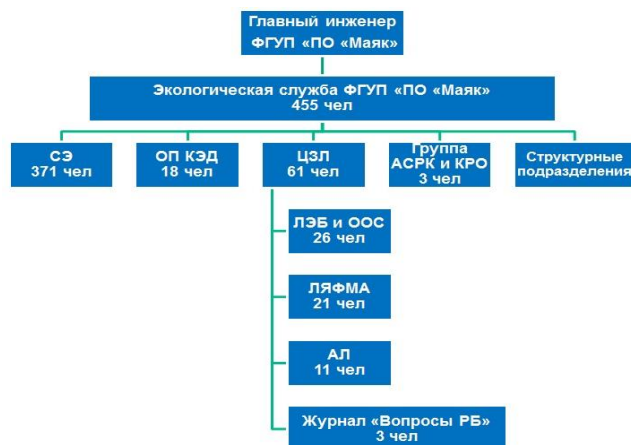 Главный инженер
ФГУП «ПО «Маяк»
Экологическая служба ФГУП «ПО «Маяк»
455 чел
СЭ
371 чел
ОП КЭД
18 чел
ЦЗЛ
61 чел
Группа
АСРК и КРО
3 чел
Структурные
подразделения
ЛЭБ и ООС
26 чел
ЛЯФМА
21 чел
АЛ
11 чел
Журнал «Вопросы РБ»
3 чел